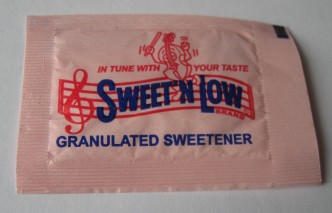 IN TUNE WITH YOUR TASTE
SWEET'N LOW
BRAND
GRANULATED SWEETENER